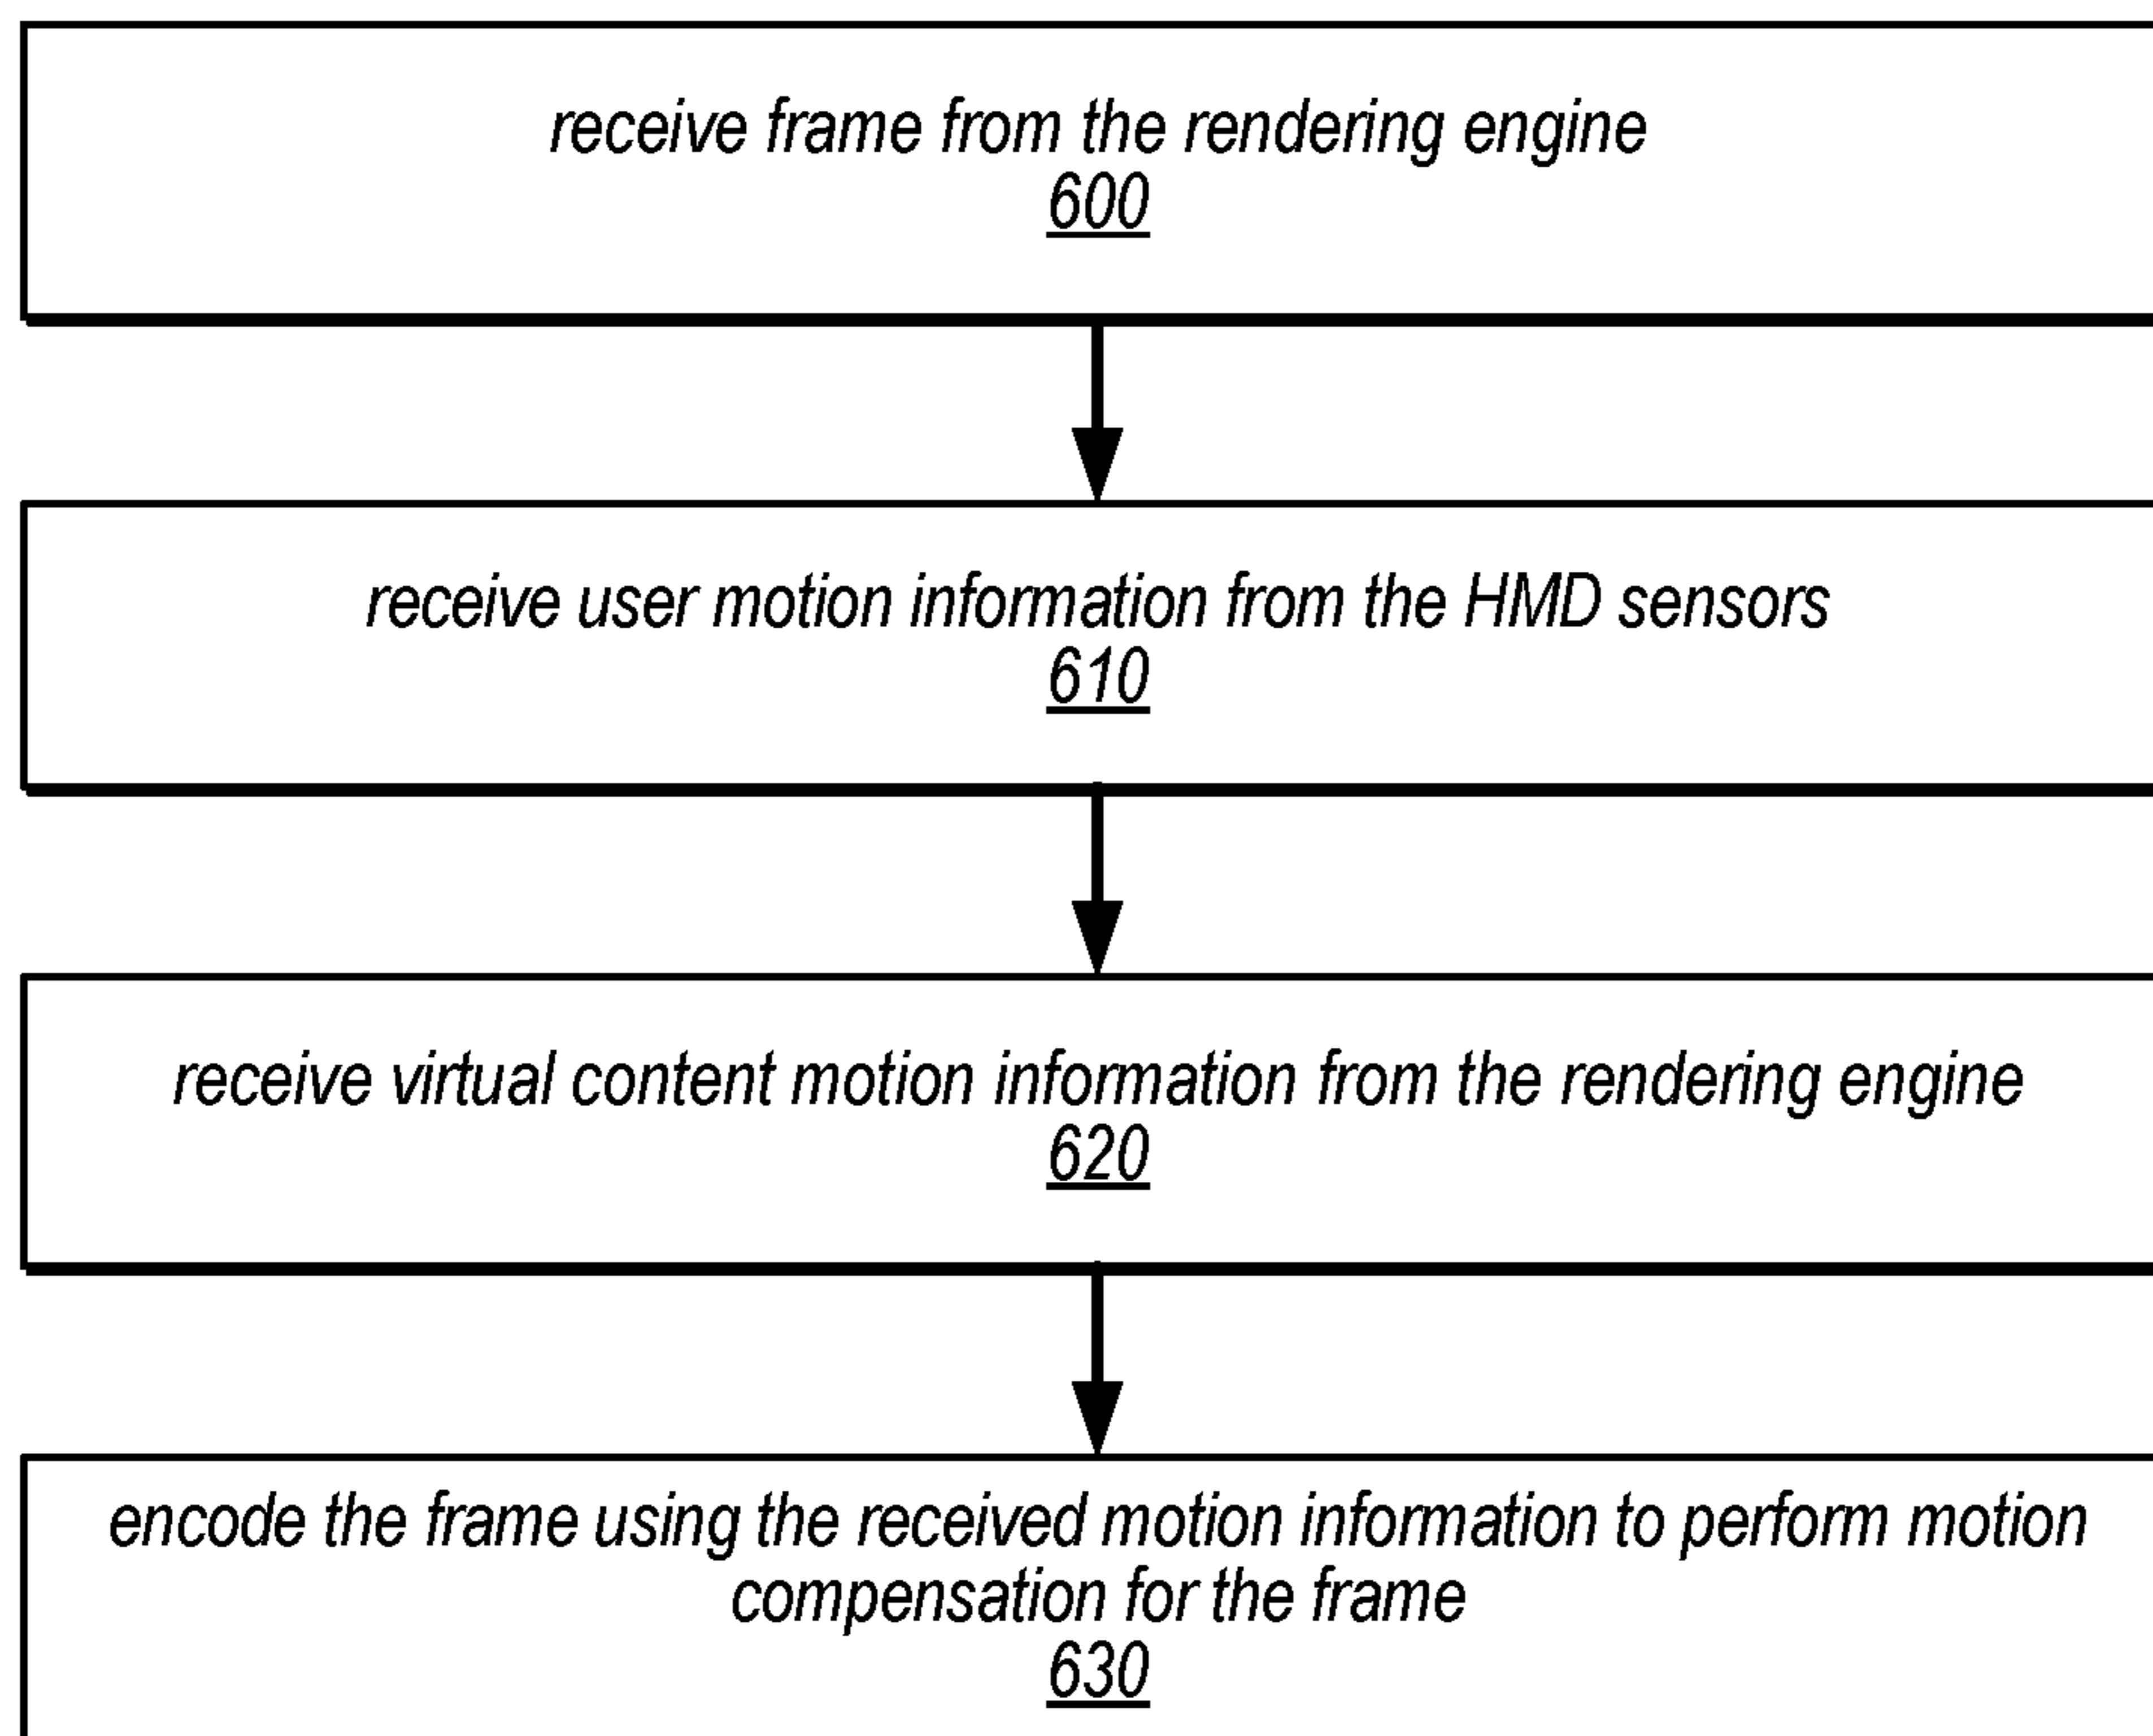 receive frame from the rendering engine
600
receive user motion information from the HMD sensors
610
receive virtual content motion information from the rendering engine
620
encode the frame using the received motion information to perform motion
compensation for the frame
630